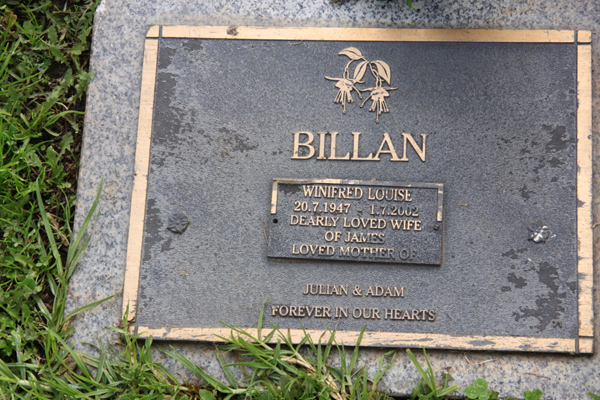 BILLAN
WINIFRED LOUISE
20.7.1947 1.7.2002
DEARLY LOVED WIFE
OF JAMES
LOVED MOTHER OF
JULIAN & ADAM
FOREVER IN OUR HEARTS